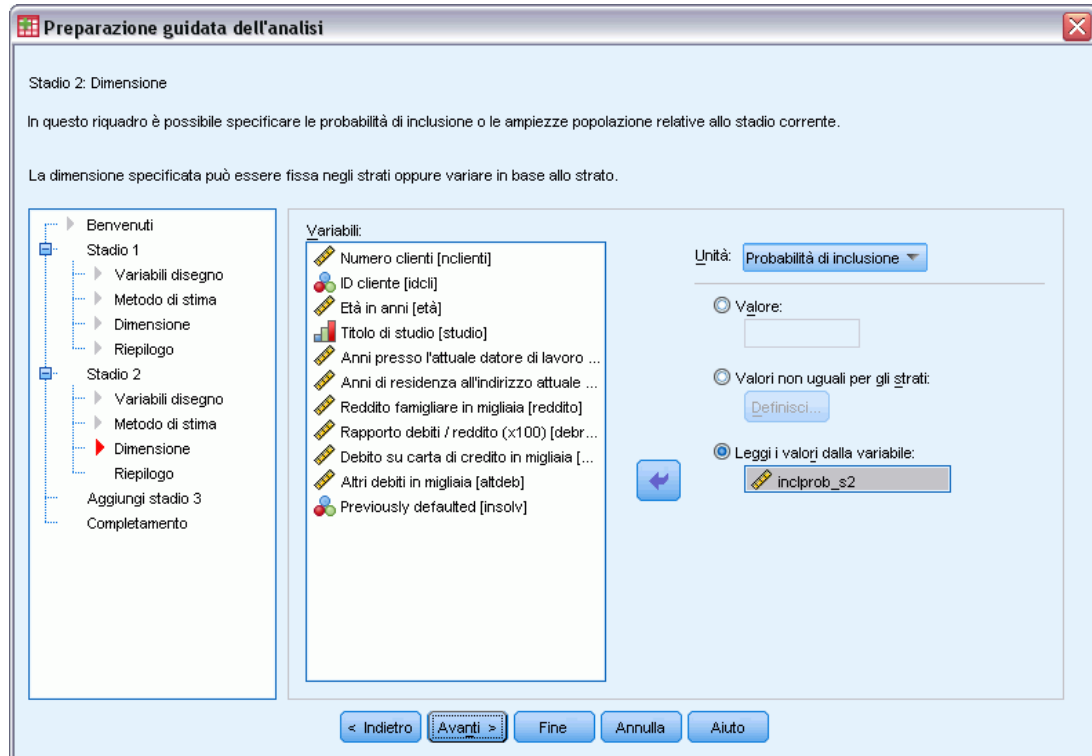 Preparazione guidata dell'analisi
Stadio 2: Dimensione
In questo riquadro è possibile specificare le probabilità di inclusione o le ampiezze popolazione relative allo stadio corrente.
La dimensione specificata può essere fissa negli strati oppure variare in base allo strato.
Benvenuti
Stadio 1
Variabili disegno
Metodo di stima
Dimensione
Riepilogo
Stadio 2
Variabili disegno
Metodo di stima
Dimensione
Riepilogo
Aggiungi stadio 3
Completamento
Variabili:
Numero clienti [nclienti]
ID cliente [idcli]
Età in anni [età]
Titolo di studio [studio]
Anni presso l'attuale datore di lavoro ...
Anni di residenza all'indirizzo attuale ...
Reddito famigliare in migliaia [reddito]
Rapporto debiti / reddito (x100) [debr...
Debito su carta di credito in migliaia [...
Altri debiti in migliaia [altdeb]
Previously defaulted [insolv]
Unità: Probabilità di inclusione
Valore:
Valori non uguali per gli strati:
Definisci...
Leggi i valori dalla variabile:
inclprob_s2
< Indietro Avanti > Fine Annulla Aiuto